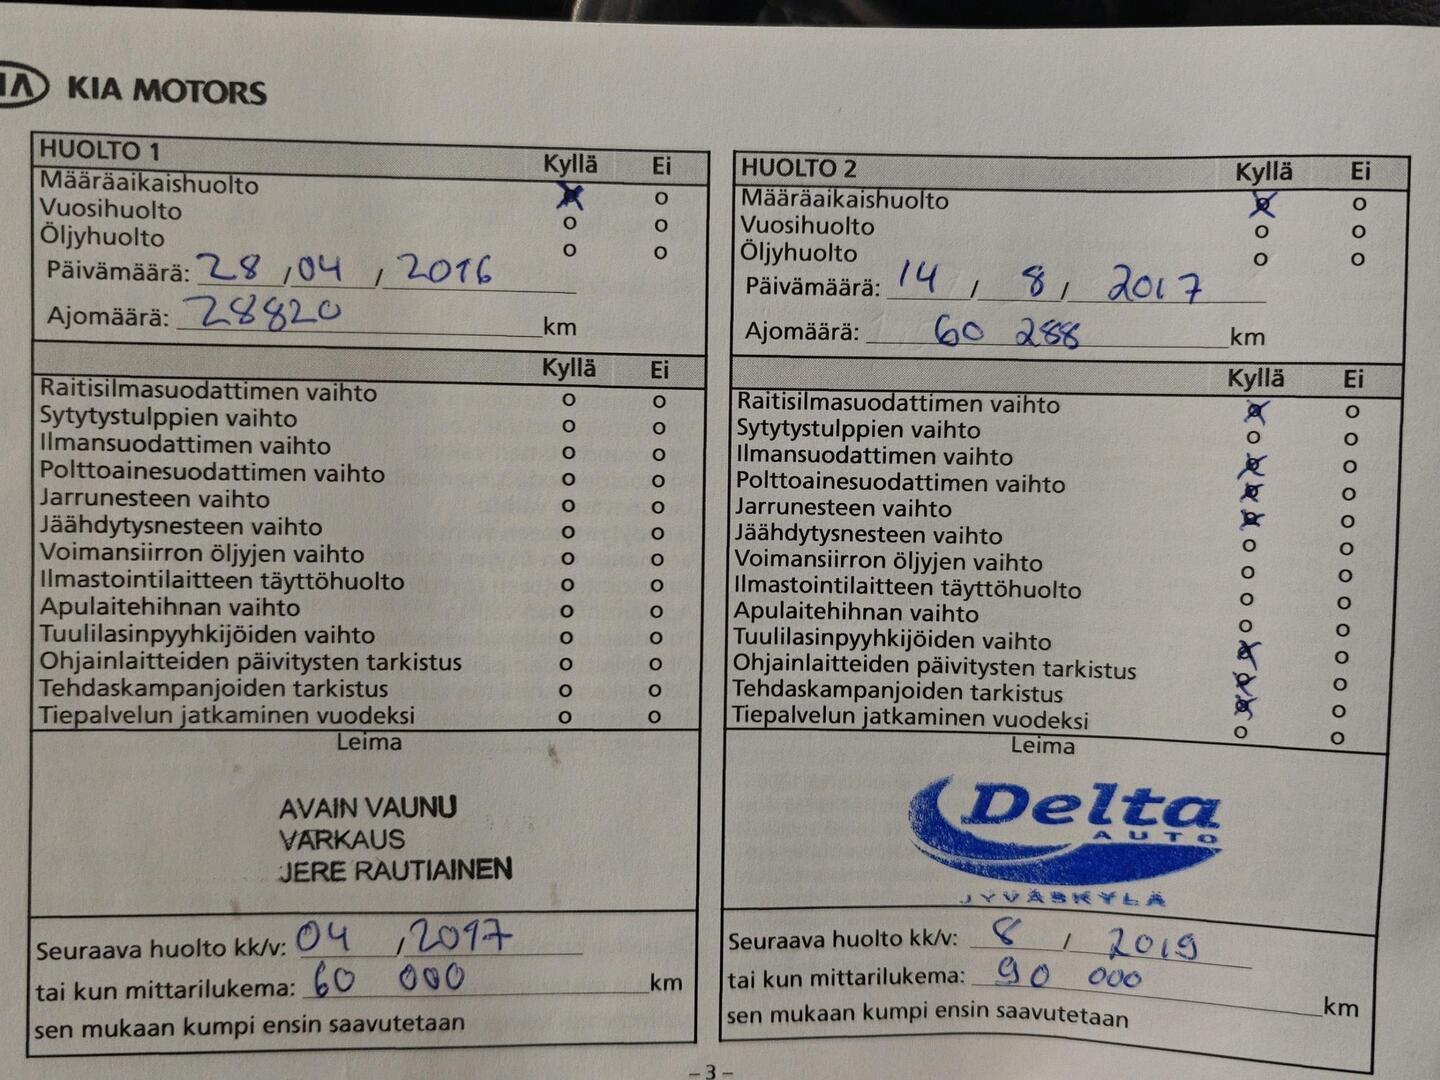 KIA MOTORS
HUOLTO 1 Kyllä Ei
Määräaikaishuolto o o
Vuosihuolto o o
Öljyhuolto o o
Päivämäärä: 28 / 04 / 2016
Ajomäärä: 28820 km
Kyllä Ei
Raitisilmasuodattimen vaihto o o
Sytytystulppien vaihto o o
Ilmansuodattimen vaihto o o
Polttoainesuodattimen vaihto o o
Jarrunesteen vaihto o o
Jäähdytysnesteen vaihto o o
Voimansiirron öljyjen vaihto o o
Ilmastointilaitteen täyttöhuolto o o
Apulaitehihnan vaihto o o
Tuulilasinpyyhkijöiden vaihto o o
Ohjainlaitteiden päivitysten tarkistus o o
Tehdaskampanjoiden tarkistus o o
Tiepalvelun jatkaminen vuodeksi o o
Leima
AVAIN VAUNU
VARKAUS
JERE RAUTIAINEN
Seuraava huolto kk/v: 04 / 2017
tai kun mittarilukema: 60 000 km
sen mukaan kumpi ensin saavutetaan
HUOLTO 2 Kyllä Ei
Määräaikaishuolto o o
Vuosihuolto o o
Öljyhuolto o o
Päivämäärä: 14 / 8 / 2017
Ajomäärä: 60 288 km
Kyllä Ei
Raitisilmasuodattimen vaihto o o
Sytytystulppien vaihto o o
Ilmansuodattimen vaihto o o
Polttoainesuodattimen vaihto o o
Jarrunesteen vaihto o o
Jäähdytysnesteen vaihto o o
Voimansiirron öljyjen vaihto o o
Ilmastointilaitteen täyttöhuolto o o
Apulaitehihnan vaihto o o
Tuulilasinpyyhkijöiden vaihto o o
Ohjainlaitteiden päivitysten tarkistus o o
Tehdaskampanjoiden tarkistus o o
Tiepalvelun jatkaminen vuodeksi o o
Leima
Delta
AUTO
JYVÄSKYLÄ
Seuraava huolto kk/v: 8 / 2019
tai kun mittarilukema: 90 000 km
sen mukaan kumpi ensin saavutetaan
– 3 –